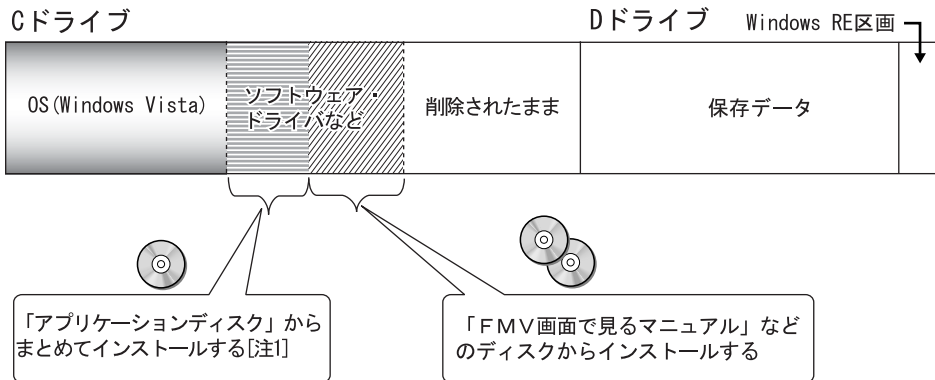 Cドライブ
Dドライブ
Windows RE区画
OS(Windows Vista)
ソフトウェア・
ドライバなど
削除されたまま
保存データ
「アプリケーションディスク」から
まとめてインストールする[注1]
「FMV画面で見るマニュアル」など
のディスクからインストールする